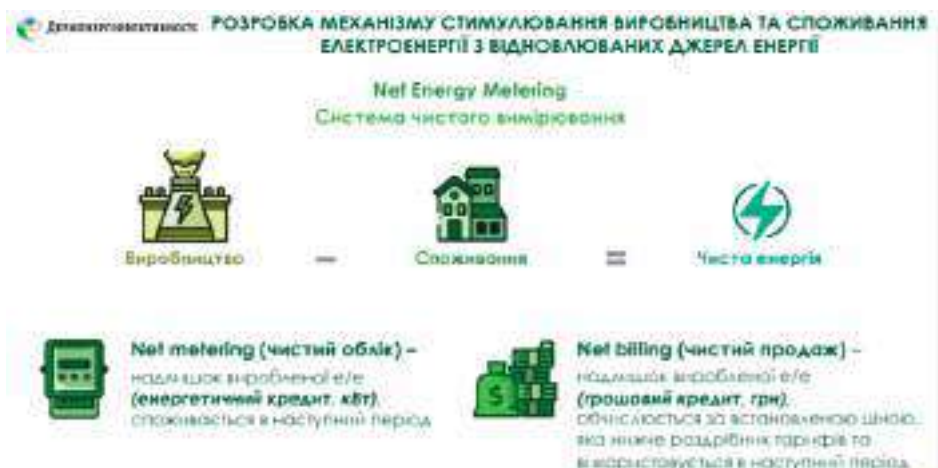 Держенергоефективності
РОЗРОБКА МЕХАНІЗМУ СТИМУЛЮВАННЯ ВИРОБНИЦТВА ТА СПОЖИВАННЯ
ЕЛЕКТРОЕНЕРГІЇ З ВІДНОВЛЮВАНИХ ДЖЕРЕЛ ЕНЕРГІЇ
Net Energy Metering
Система чистого вимірювання
Виробництво – Споживання = Чиста енергія
Net metering (чистий облік) –
надлишок виробленої е/е
(енергетичний кредит, кВт),
споживається в наступний період
Net billing (чистий продаж) –
надлишок виробленої е/е
(грошовий кредит, грн),
обчислюється за встановленою ціною,
яка нижче роздрібних тарифів та
використовується в наступний період